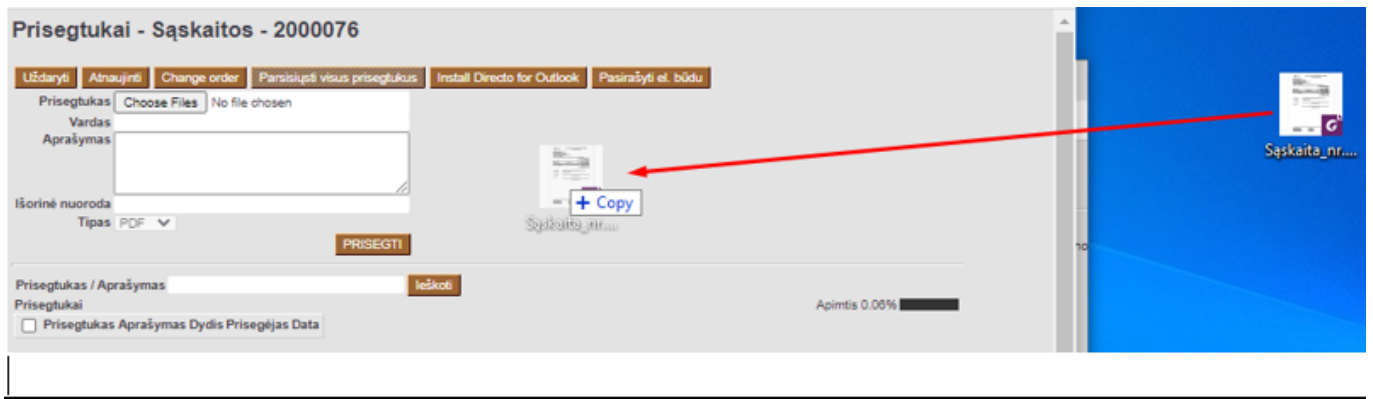 Prisegtukai - Sąskaitos - 2000076
Uždaryti Atnaujinti Change order Parsisiųsti visus prisegtukus Install Directo for Outlook Pasirašyti el. būdu
Prisegtukas Choose Files No file chosen
Vardas
Aprašymas
Išorinė nuoroda
Tipas PDF
PRISEGTI
Prisegtukas / Aprašymas Ieškoti
Prisegtukai
Apimtis 0.06%
Prisegtukas Aprašymas Dydis Prisegėjas Data
Sąskaita_nr....
+ Copy
Sąskaita_nr....